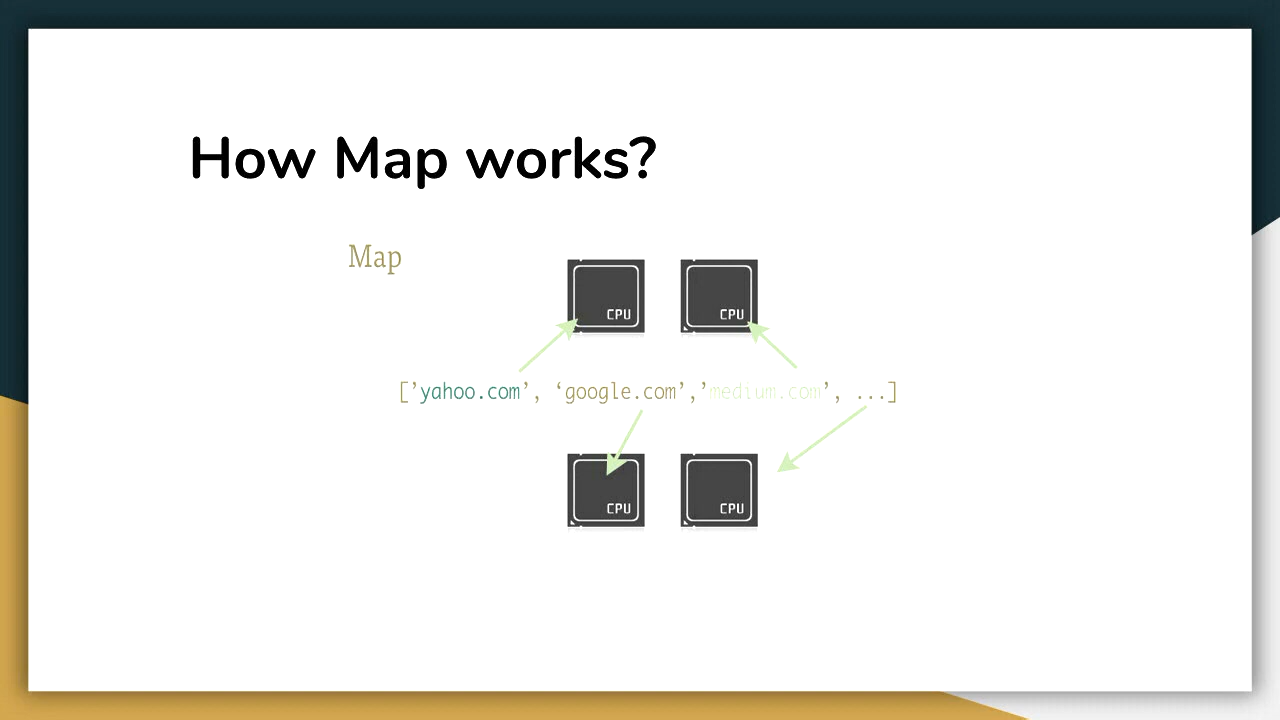 How Map works?
Map
CPU CPU
[’yahoo.com’, ‘google.com’,’medium.com’, ...]
CPU CPU